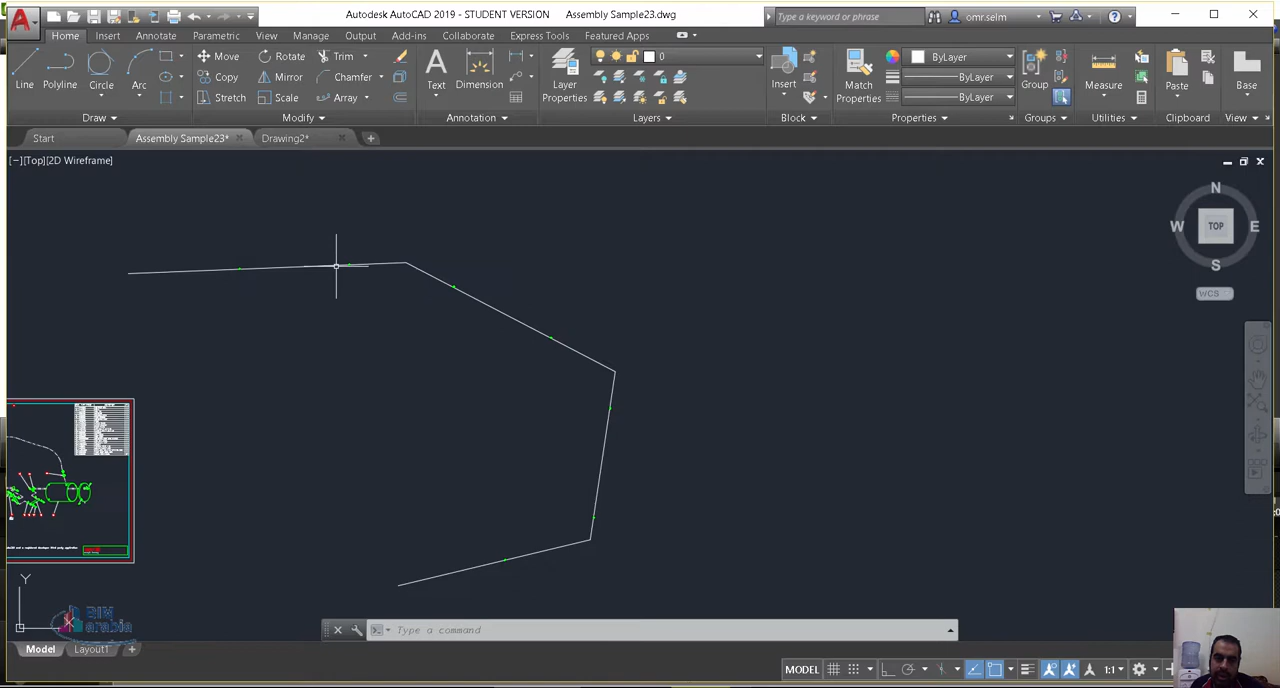 Autodesk AutoCAD 2019 - STUDENT VERSION Assembly Sample23.dwg
Type a keyword or phrase
omr.selm
Home Insert Annotate Parametric View Manage Output Add-ins Collaborate Express Tools Featured Apps
Line Polyline Circle Arc
Move Rotate Trim
Copy Mirror Chamfer
Stretch Scale Array
Text Dimension
Layer Properties
0
Insert
Match Properties
ByLayer
ByLayer
ByLayer
Group
Measure
Paste
Base
Draw Modify Annotation Layers Block Properties Groups Utilities Clipboard View
Start Assembly Sample23* Drawing2*
[−][Top][2D Wireframe]
N
W TOP E
S
WCS
Y
X
BIM
arabia
Type a command
Model Layout1
MODEL 1:1